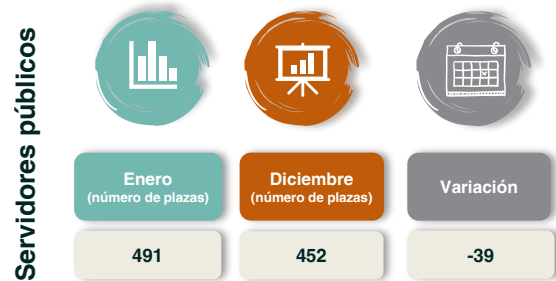 Servidores públicos
Enero
(número de plazas)
Diciembre
(número de plazas)
Variación
491
452
-39